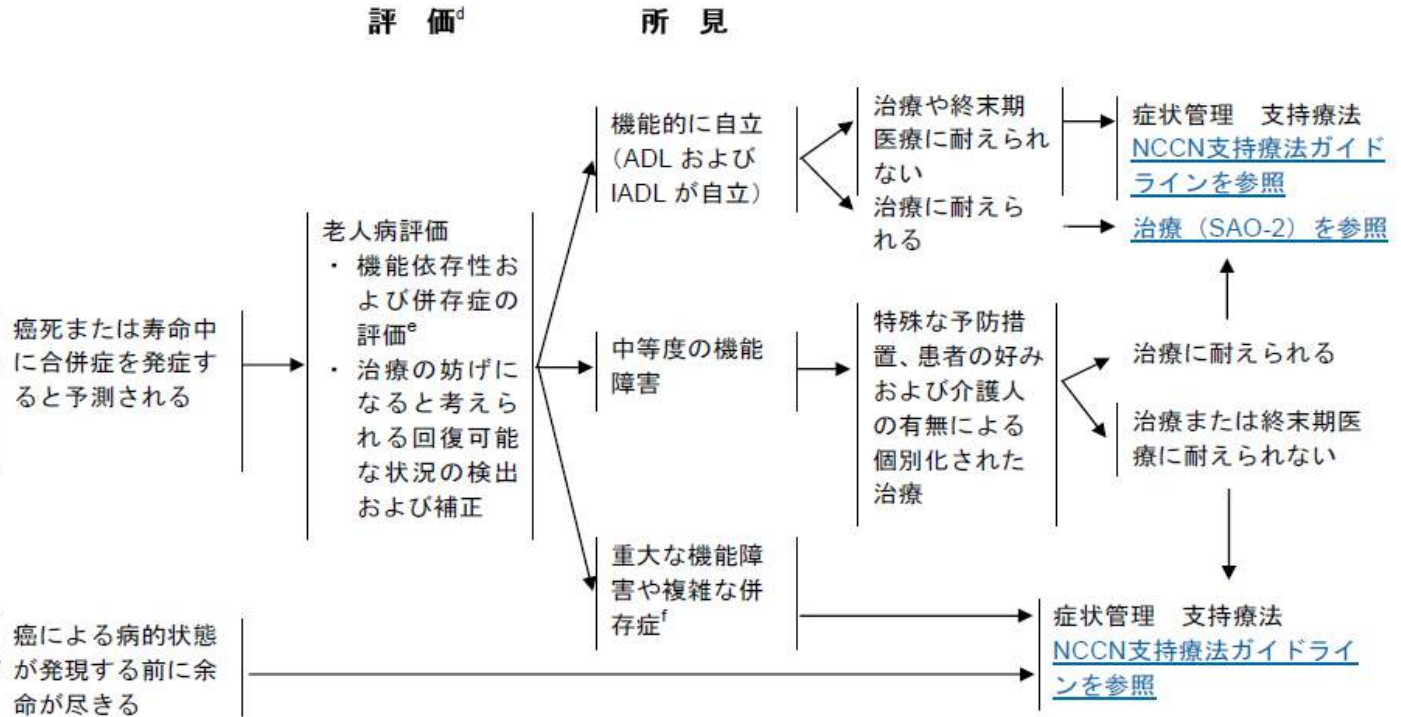 評 価d
所 見
癌死または寿命中
に合併症を発症す
ると予測される
老人病評価
・ 機能依存性お
よび併存症の
評価e
・ 治療の妨げに
なると考えら
れる回復可能
な状況の検出
および補正
機能的に自立
(ADL および
IADL が自立)
治療や終末期
医療に耐えられ
ない
治療に耐えら
れる
症状管理 支持療法
NCCN支持療法ガイド
ラインを参照
治療(SAO-2)を参照
中等度の機能
障害
特殊な予防措
置、患者の好み
および介護人
の有無による
個別化された
治療
治療に耐えられる
治療または終末期医
療に耐えられない
重大な機能障
害や複雑な併
存症f
癌による病的状態
が発現する前に余
命が尽きる
症状管理 支持療法
NCCN支持療法ガイドライ
ンを参照